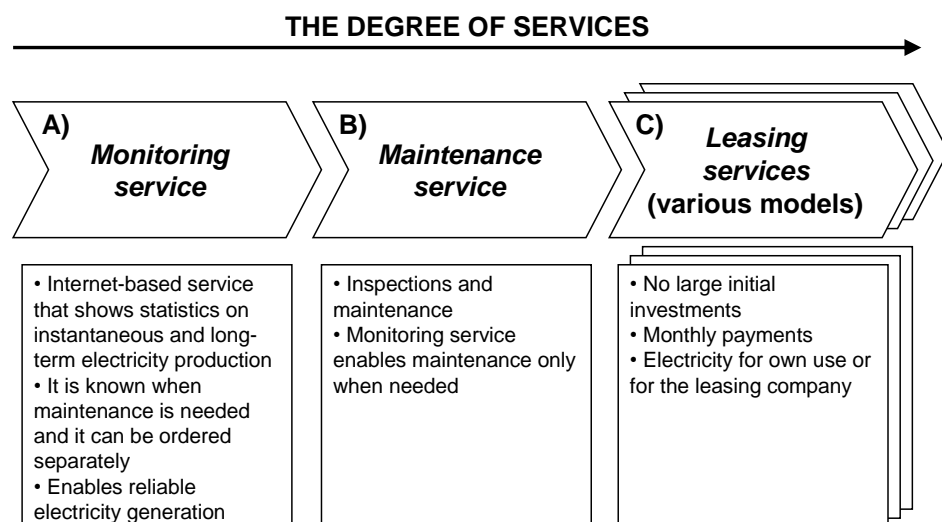 THE DEGREE OF SERVICES
A)
Monitoring
service
B)
Maintenance
service
C)
Leasing
services
(various models)
• Internet-based service
that shows statistics on
instantaneous and long-
term electricity production
• It is known when
maintenance is needed
and it can be ordered
separately
• Enables reliable
electricity generation
• Inspections and
maintenance
• Monitoring service
enables maintenance only
when needed
• No large initial
investments
• Monthly payments
• Electricity for own use or
for the leasing company